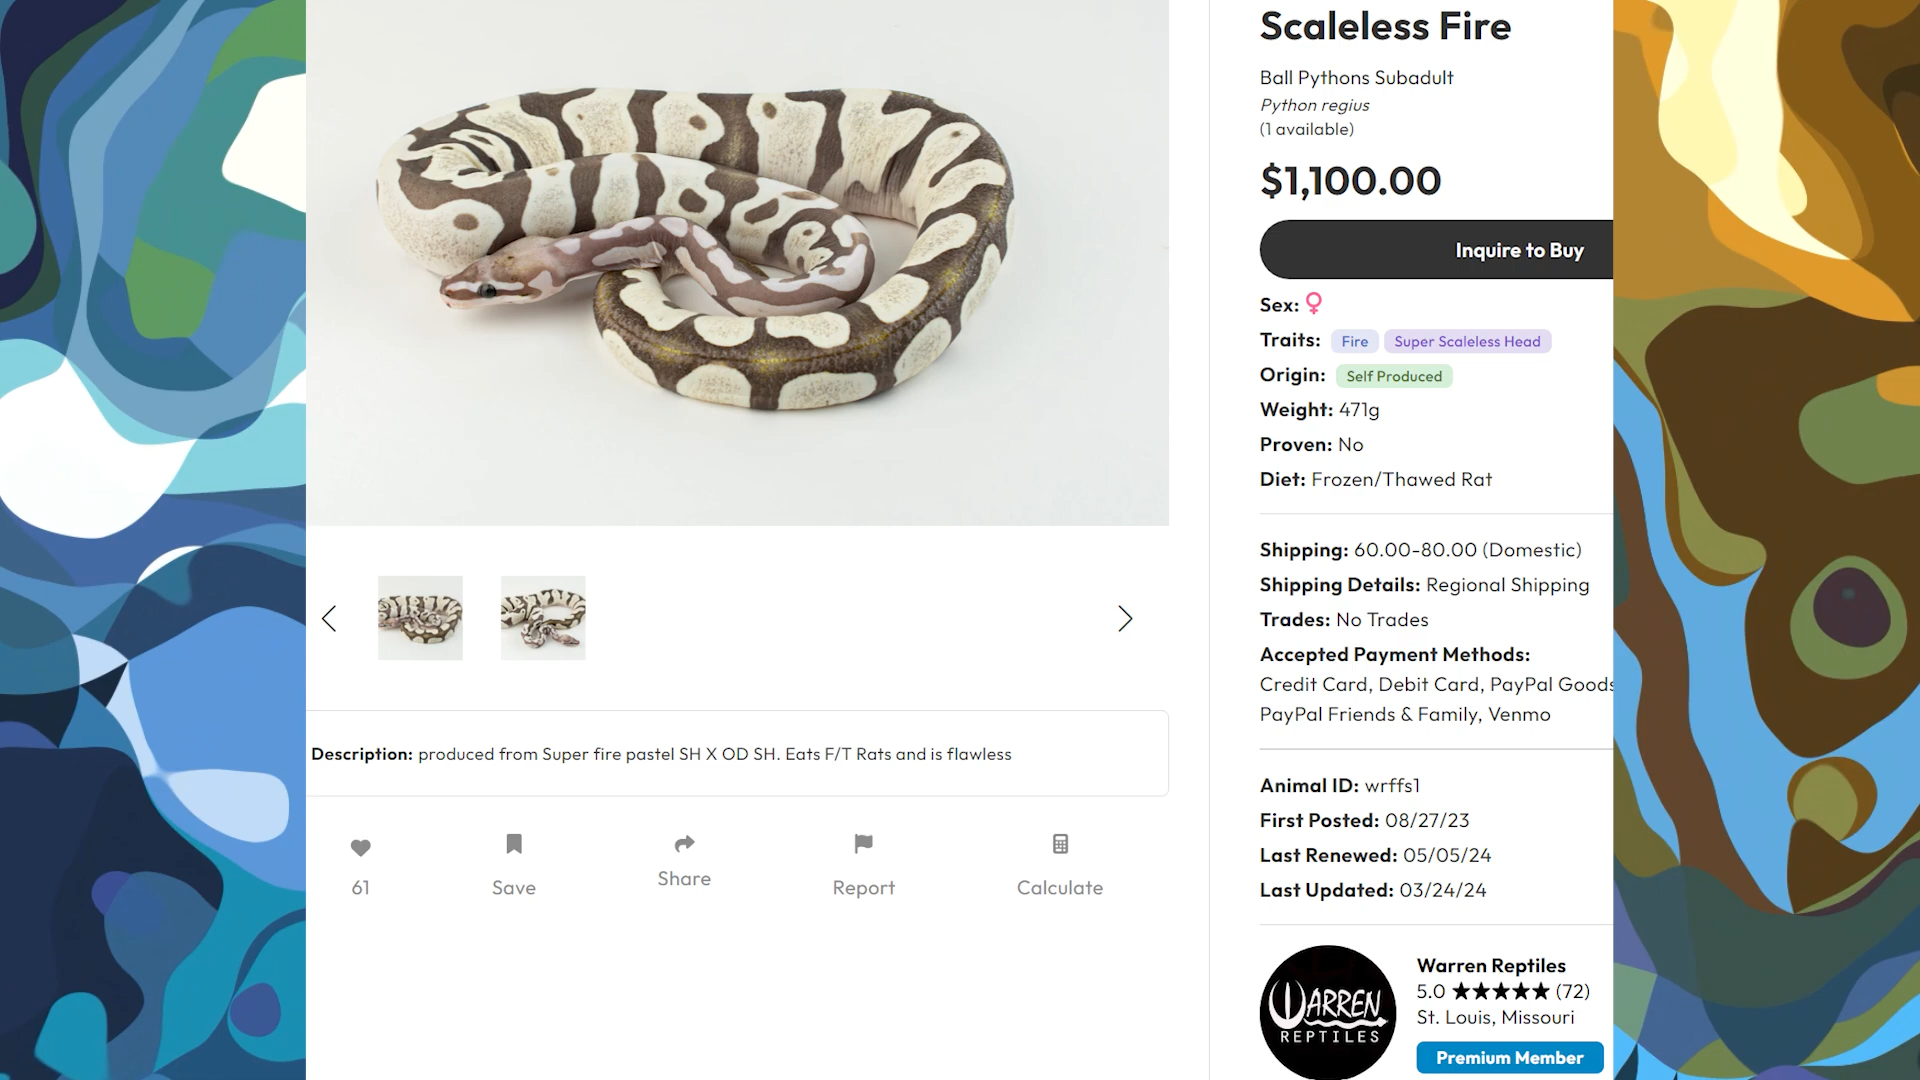 Scaleless Fire
Ball Pythons Subadult
Python regius
(1 available)
$1,100.00
Inquire to Buy
Sex:
Traits: Fire Super Scaleless Head
Origin: Self Produced
Weight: 471g
Proven: No
Diet: Frozen/Thawed Rat
Shipping: 60.00-80.00 (Domestic)
Shipping Details: Regional Shipping
Trades: No Trades
Accepted Payment Methods:
Credit Card, Debit Card, PayPal Goods
PayPal Friends & Family, Venmo
Description: produced from Super fire pastel SH X OD SH. Eats F/T Rats and is flawless
61
Save
Share
Report
Calculate
Animal ID: wrffs1
First Posted: 08/27/23
Last Renewed: 05/05/24
Last Updated: 03/24/24
WARREN
REPTILES
Warren Reptiles
5.0 ★★★★★ (72)
St. Louis, Missouri
Premium Member